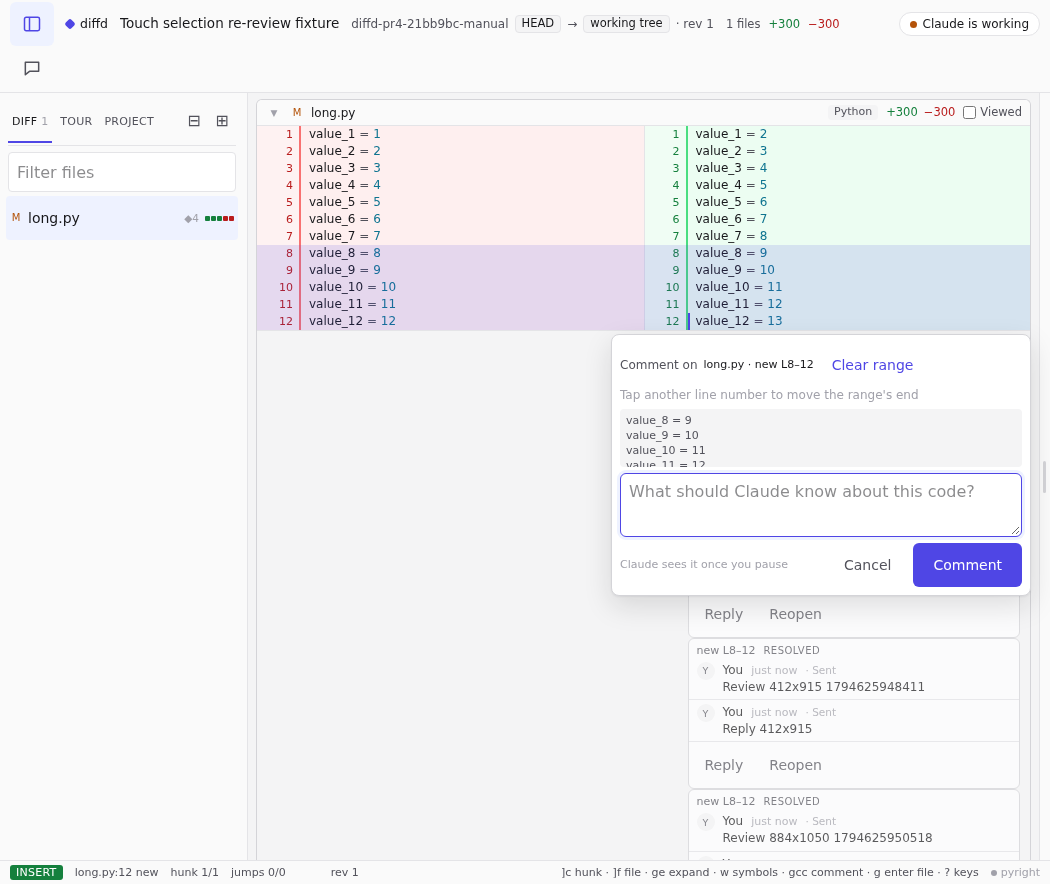 diffd Touch selection re-review fixture diffd-pr4-21bb9bc-manual HEAD → working tree · rev 1 1 files +300 −300 Claude is working
DIFF 1 TOUR PROJECT
Filter files
M long.py ◆4
▼ M long.py Python +300 −300 Viewed
1 value_1 = 1 1 value_1 = 2
2 value_2 = 2 2 value_2 = 3
3 value_3 = 3 3 value_3 = 4
4 value_4 = 4 4 value_4 = 5
5 value_5 = 5 5 value_5 = 6
6 value_6 = 6 6 value_6 = 7
7 value_7 = 7 7 value_7 = 8
8 value_8 = 8 8 value_8 = 9
9 value_9 = 9 9 value_9 = 10
10 value_10 = 10 10 value_10 = 11
11 value_11 = 11 11 value_11 = 12
12 value_12 = 12 12 value_12 = 13
Comment on long.py · new L8–12 Clear range
Tap another line number to move the range's end
value_8 = 9
value_9 = 10
value_10 = 11
value_11 = 12
What should Claude know about this code?
Claude sees it once you pause Cancel Comment
Reply Reopen
new L8–12 RESOLVED
Y You just now · Sent
Review 412x915 1794625948411
Y You just now · Sent
Reply 412x915
Reply Reopen
new L8–12 RESOLVED
Y You just now · Sent
Review 884x1050 1794625950518
INSERT long.py:12 new hunk 1/1 jumps 0/0 rev 1 ]c hunk · ]f file · ge expand · w symbols · gcc comment · g enter file · ? keys pyright